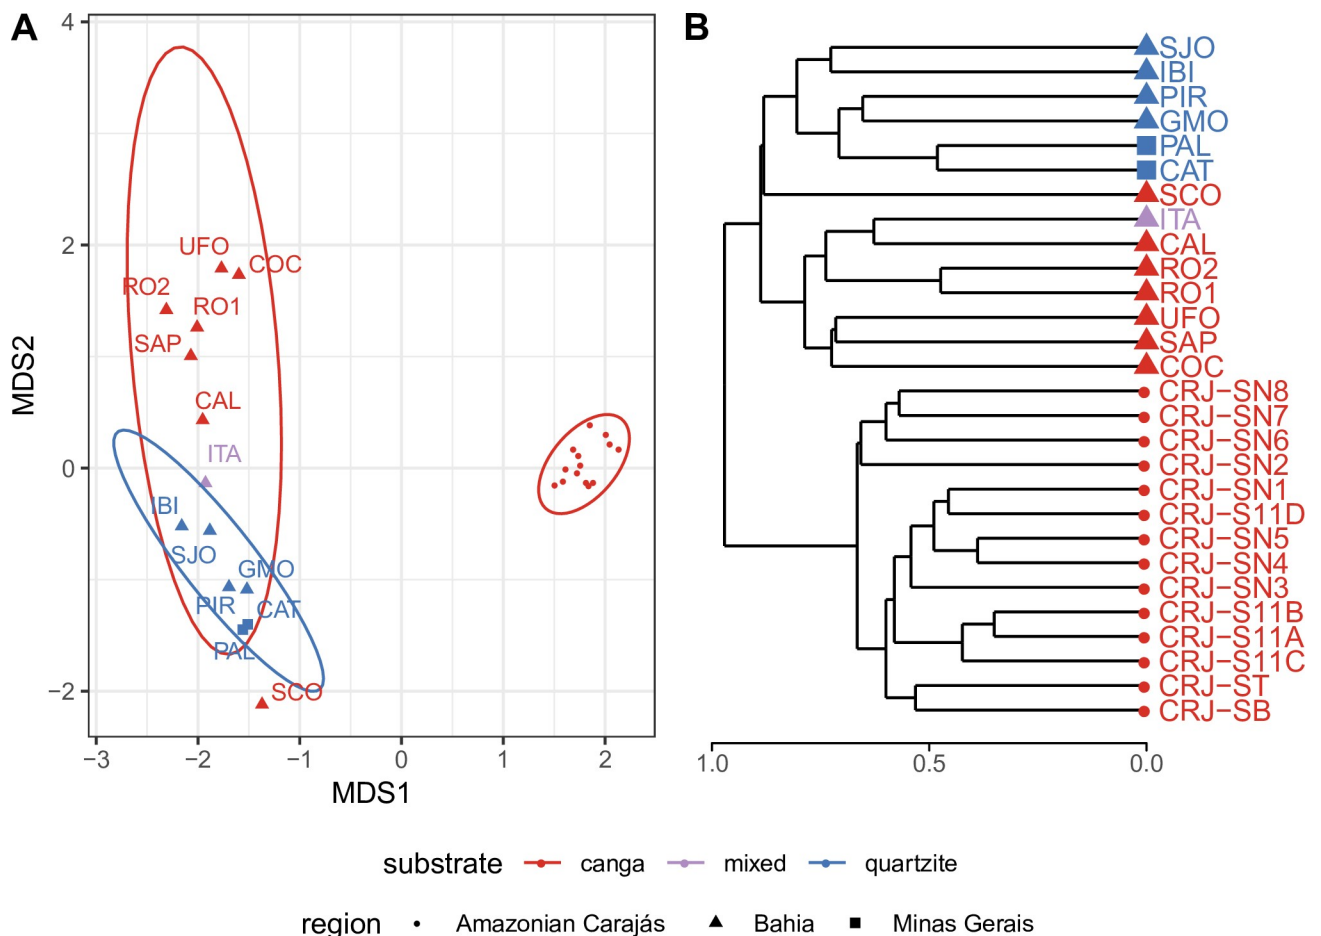 A
4
2
0
−2
MDS2
−3
−2
−1
0
1
2
MDS1
UFO
COC
RO2
RO1
SAP
CAL
ITA
IBI
SJO
GMO
PIR
CAT
PAL
SCO
B
SJO
IBI
PIR
GMO
PAL
CAT
SCO
ITA
CAL
RO2
RO1
UFO
SAP
COC
CRJ−SN8
CRJ−SN7
CRJ−SN6
CRJ−SN2
CRJ−SN1
CRJ−S11D
CRJ−SN5
CRJ−SN4
CRJ−SN3
CRJ−S11B
CRJ−S11A
CRJ−S11C
CRJ−ST
CRJ−SB
1.0 0.5 0.0
substrate canga mixed quartzite
region Amazonian Carajás Bahia Minas Gerais